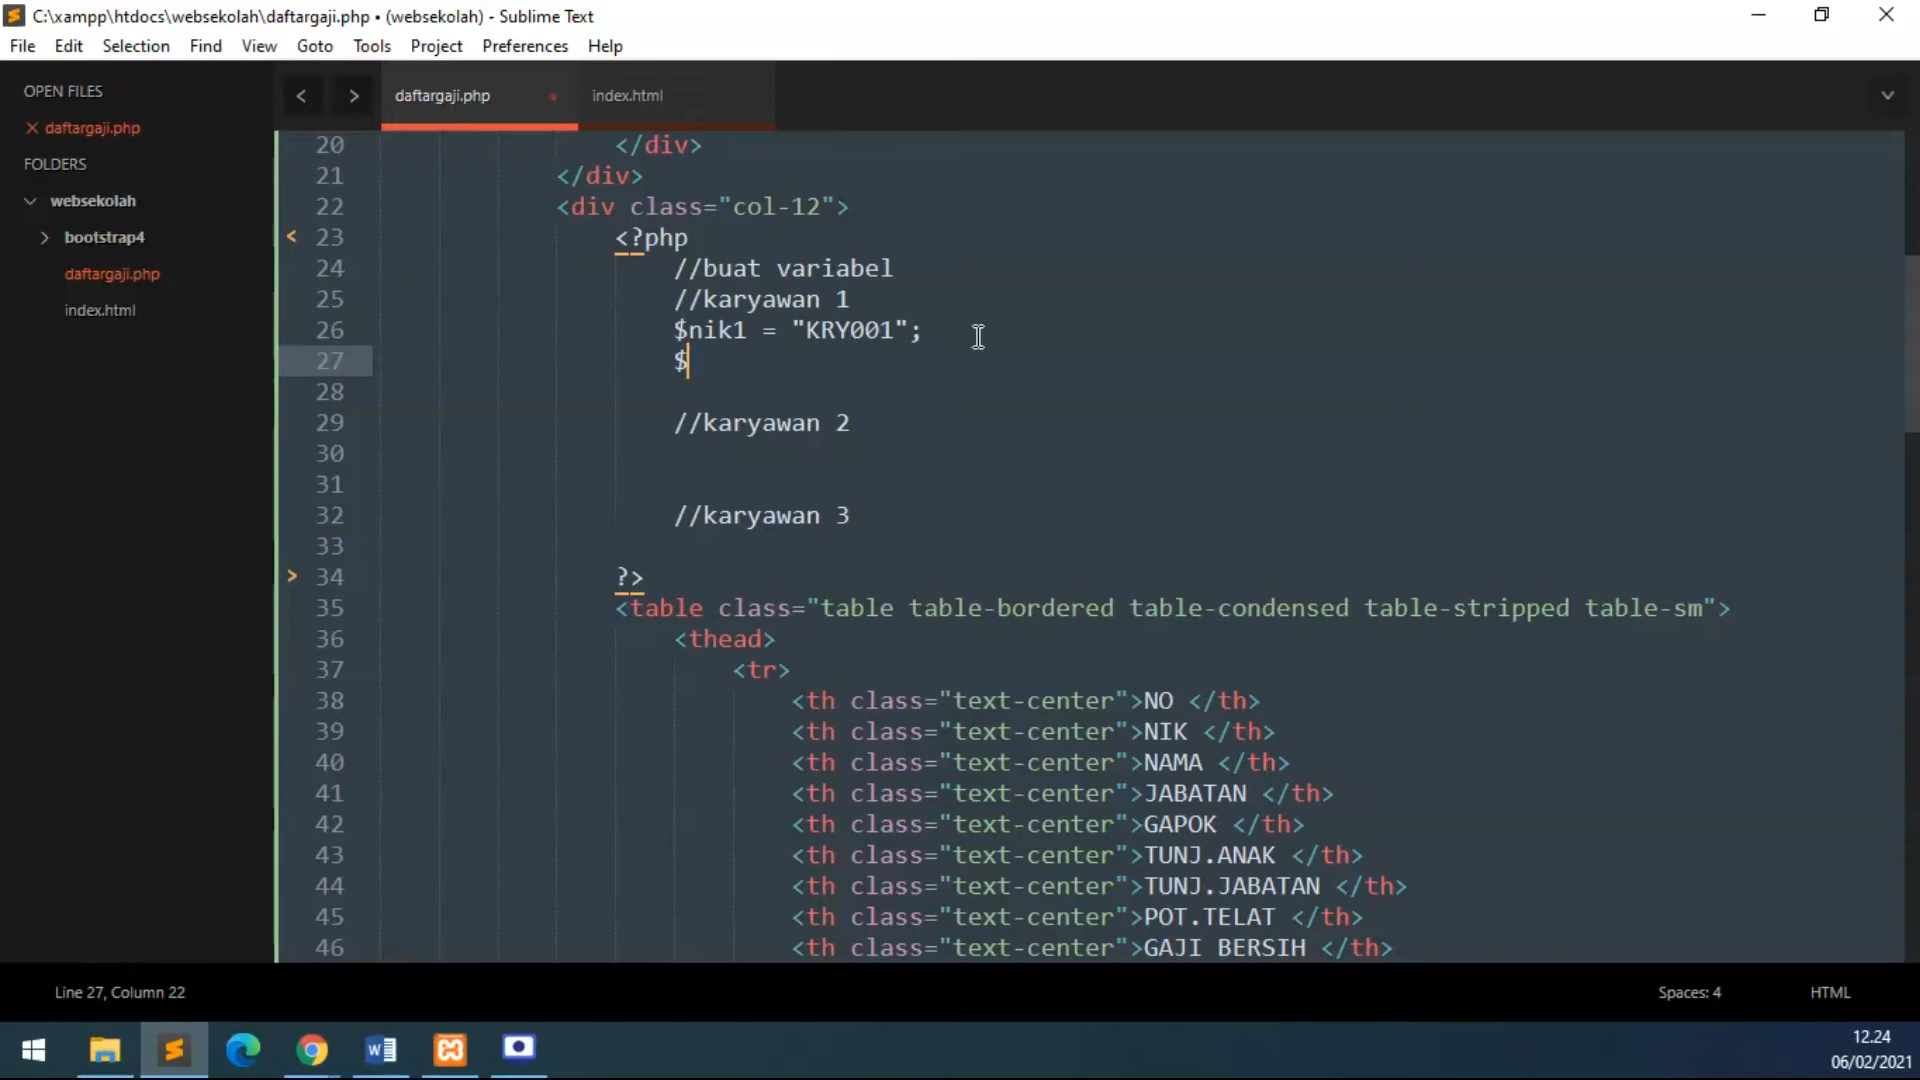 C:\xampp\htdocs\websekolah\daftargaji.php • (websekolah) - Sublime Text
File Edit Selection Find View Goto Tools Project Preferences Help
OPEN FILES
daftargaji.php
FOLDERS
websekolah
bootstrap4
daftargaji.php
index.html
daftargaji.php
index.html
20 </div>
21 </div>
22 <div class="col-12">
23 <?php
24 //buat variabel
25 //karyawan 1
26 $nik1 = "KRY001";
27 $
28
29 //karyawan 2
30
31
32 //karyawan 3
33
34 ?>
35 <table class="table table-bordered table-condensed table-stripped table-sm">
36 <thead>
37 <tr>
38 <th class="text-center">NO </th>
39 <th class="text-center">NIK </th>
40 <th class="text-center">NAMA </th>
41 <th class="text-center">JABATAN </th>
42 <th class="text-center">GAPOK </th>
43 <th class="text-center">TUNJ.ANAK </th>
44 <th class="text-center">TUNJ.JABATAN </th>
45 <th class="text-center">POT.TELAT </th>
46 <th class="text-center">GAJI BERSIH </th>
Line 27, Column 22
Spaces: 4
HTML
12.24
06/02/2021